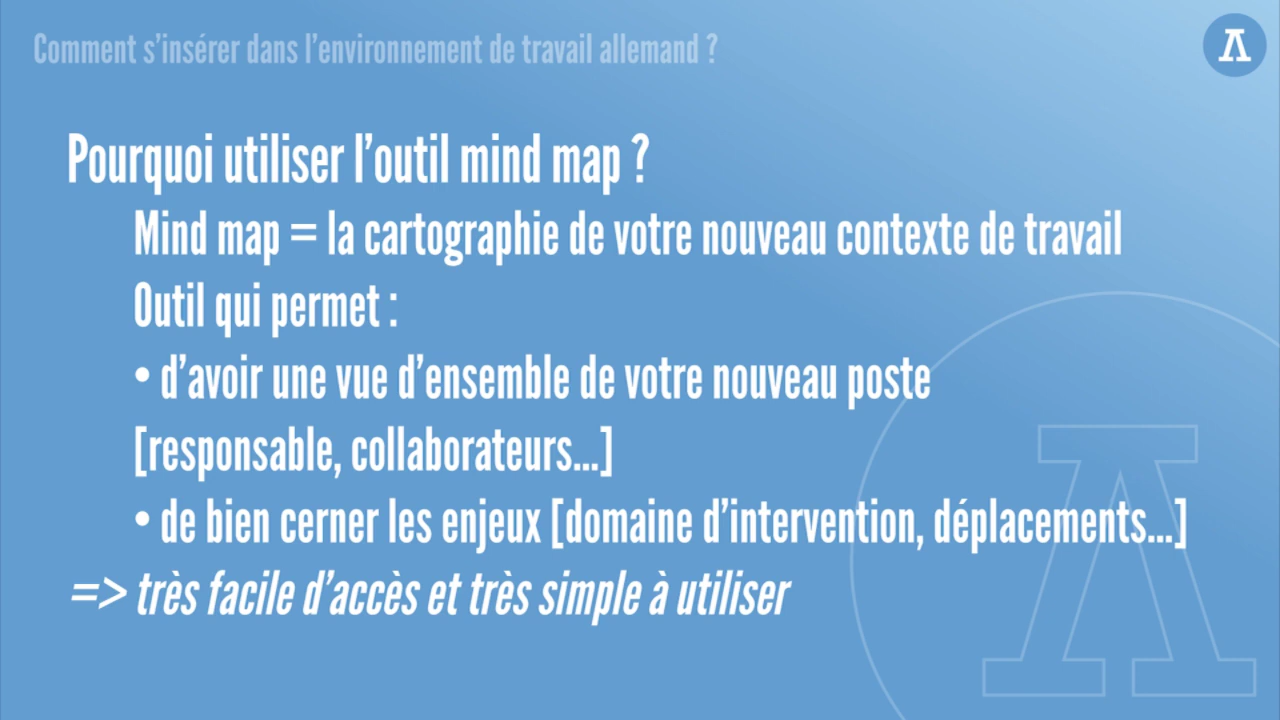 Comment s’insérer dans l’environnement de travail allemand ?
Pourquoi utiliser l’outil mind map ?
Mind map = la cartographie de votre nouveau contexte de travail
Outil qui permet :
• d’avoir une vue d’ensemble de votre nouveau poste
[responsable, collaborateurs...]
• de bien cerner les enjeux [domaine d’intervention, déplacements...]
=> très facile d’accès et très simple à utiliser